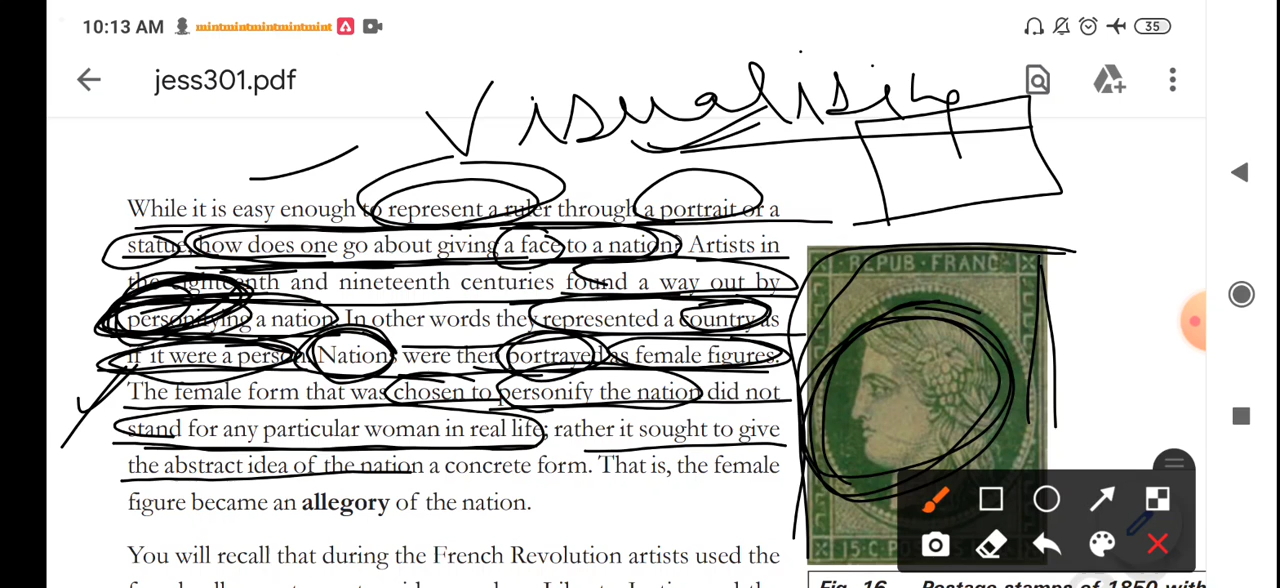 10:13 AM mintmintmintmintmint 35
jess301.pdf
Visualising
While it is easy enough to represent a ruler through a portrait or a
statue, how does one go about giving a face to a nation? Artists in
the eighteenth and nineteenth centuries found a way out by
personifying a nation. In other words they represented a country as
if it were a person. Nations were then portrayed as female figures.
The female form that was chosen to personify the nation did not
stand for any particular woman in real life; rather it sought to give
the abstract idea of the nation a concrete form. That is, the female
figure became an allegory of the nation.
You will recall that during the French Revolution artists used the
REPUB · FRANC
15 · C. PO
Fig. 16 Postage stamps of 1850 with